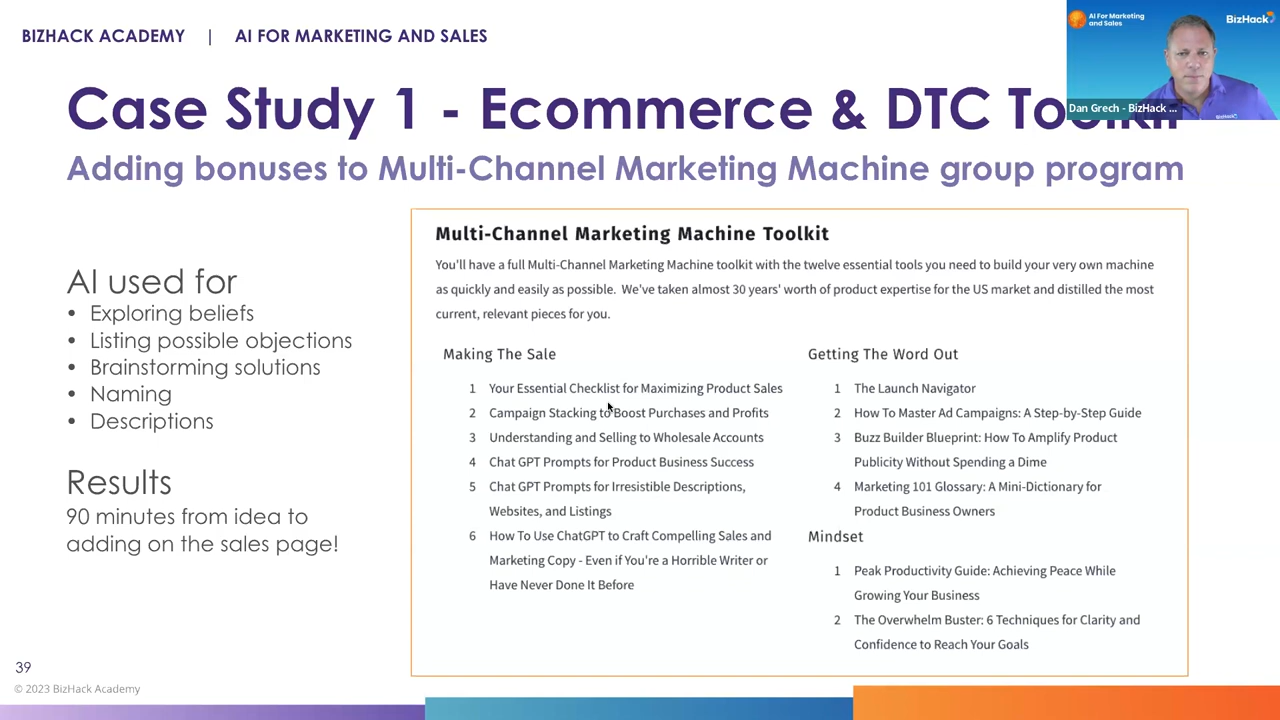 BIZHACK ACADEMY | AI FOR MARKETING AND SALES
AI For Marketing
and Sales
BizHack
Dan Grech - BizHack ...
Case Study 1 - Ecommerce & DTC Toolkit
Adding bonuses to Multi-Channel Marketing Machine group program
AI used for
• Exploring beliefs
• Listing possible objections
• Brainstorming solutions
• Naming
• Descriptions
Results
90 minutes from idea to
adding on the sales page!
Multi-Channel Marketing Machine Toolkit
You'll have a full Multi-Channel Marketing Machine toolkit with the twelve essential tools you need to build your very own machine
as quickly and easily as possible. We've taken almost 30 years' worth of product expertise for the US market and distilled the most
current, relevant pieces for you.
Making The Sale
1 Your Essential Checklist for Maximizing Product Sales
2 Campaign Stacking to Boost Purchases and Profits
3 Understanding and Selling to Wholesale Accounts
4 Chat GPT Prompts for Product Business Success
5 Chat GPT Prompts for Irresistible Descriptions,
Websites, and Listings
6 How To Use ChatGPT to Craft Compelling Sales and
Marketing Copy - Even if You're a Horrible Writer or
Have Never Done It Before
Getting The Word Out
1 The Launch Navigator
2 How To Master Ad Campaigns: A Step-by-Step Guide
3 Buzz Builder Blueprint: How To Amplify Product
Publicity Without Spending a Dime
4 Marketing 101 Glossary: A Mini-Dictionary for
Product Business Owners
Mindset
1 Peak Productivity Guide: Achieving Peace While
Growing Your Business
2 The Overwhelm Buster: 6 Techniques for Clarity and
Confidence to Reach Your Goals
39
© 2023 BizHack Academy